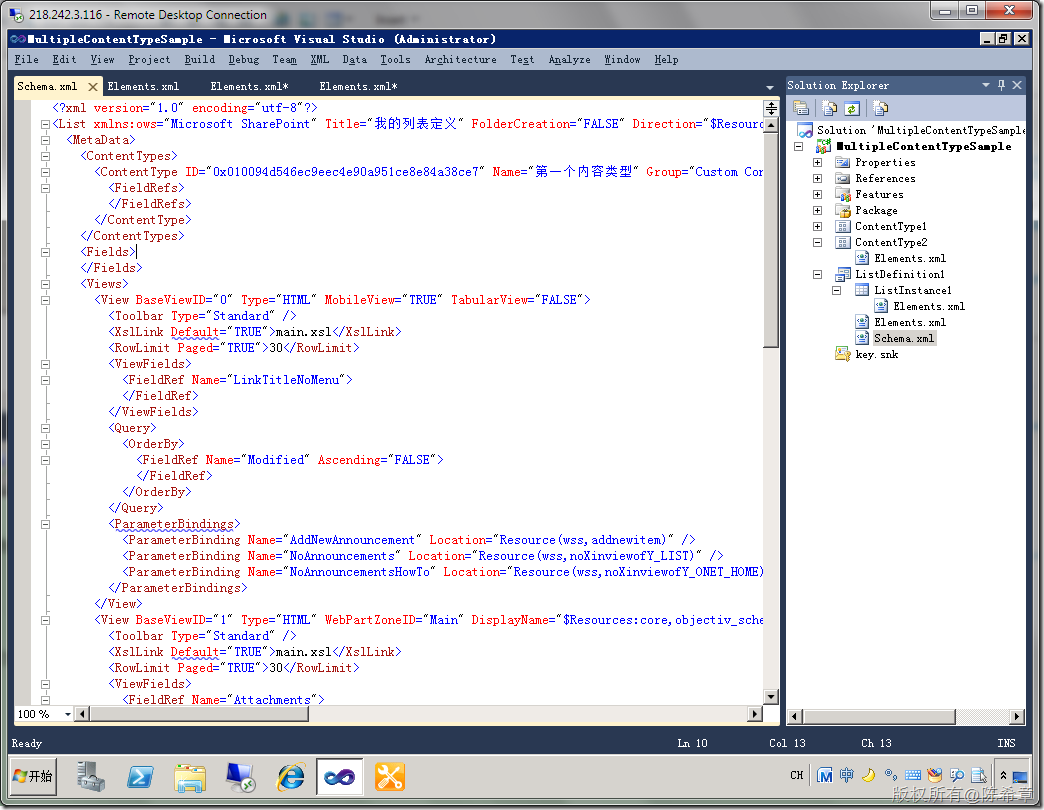 218.242.3.116 - Remote Desktop Connection
MultipleContentTypeSample - Microsoft Visual Studio (Administrator)
File Edit View Project Build Debug Team XML Data Tools Architecture Test Analyze Window Help
Schema.xml Elements.xml Elements.xml* Elements.xml*
<?xml version="1.0" encoding="utf-8"?>
<List xmlns:ows="Microsoft SharePoint" Title="我的列表定义" FolderCreation="FALSE" Direction="$Resourc
<MetaData>
<ContentTypes>
<ContentType ID="0x010094d546ec9eec4e90a951ce8e84a38ce7" Name="第一个内容类型" Group="Custom Con
<FieldRefs>
</FieldRefs>
</ContentType>
</ContentTypes>
<Fields>
</Fields>
<Views>
<View BaseViewID="0" Type="HTML" MobileView="TRUE" TabularView="FALSE">
<Toolbar Type="Standard" />
<XslLink Default="TRUE">main.xsl</XslLink>
<RowLimit Paged="TRUE">30</RowLimit>
<ViewFields>
<FieldRef Name="LinkTitleNoMenu">
</FieldRef>
</ViewFields>
<Query>
<OrderBy>
<FieldRef Name="Modified" Ascending="FALSE">
</FieldRef>
</OrderBy>
</Query>
<ParameterBindings>
<ParameterBinding Name="AddNewAnnouncement" Location="Resource(wss,addnewitem)" />
<ParameterBinding Name="NoAnnouncements" Location="Resource(wss,noXinviewofY_LIST)" />
<ParameterBinding Name="NoAnnouncementsHowTo" Location="Resource(wss,noXinviewofY_ONET_HOME)
</ParameterBindings>
</View>
<View BaseViewID="1" Type="HTML" WebPartZoneID="Main" DisplayName="$Resources:core,objectiv_sche
<Toolbar Type="Standard" />
<XslLink Default="TRUE">main.xsl</XslLink>
<RowLimit Paged="TRUE">30</RowLimit>
<ViewFields>
<FieldRef Name="Attachments">
100 %
Solution Explorer
Solution 'MultipleContentTypeSample
MultipleContentTypeSample
Properties
References
Features
Package
ContentType1
ContentType2
Elements.xml
ListDefinition1
ListInstance1
Elements.xml
Elements.xml
Schema.xml
key.snk
Ready Ln 10 Col 13 Ch 13 INS
开始 CH M 中
版权所有@陈希章